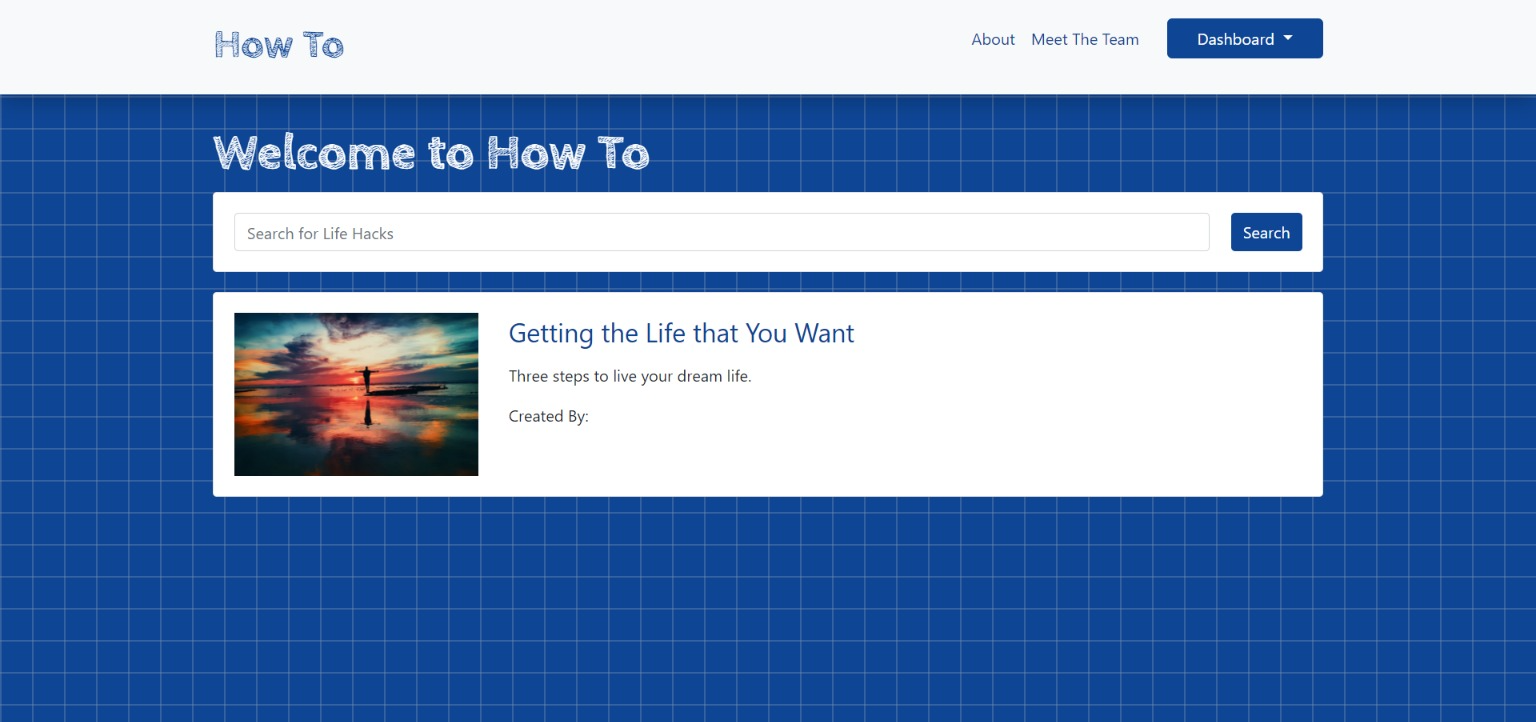 How To
About Meet The Team Dashboard
Welcome to How To
Search for Life Hacks Search
Getting the Life that You Want
Three steps to live your dream life.
Created By: